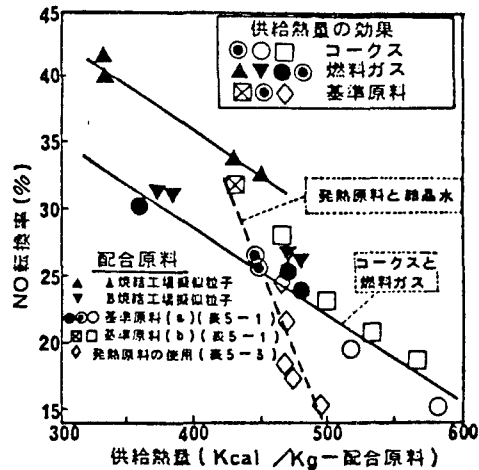 供給熱量の効果
コークス
燃料ガス
基準原料
発熱原料と結晶水
コークスと
燃料ガス
配合原料
A焼結工場擬似粒子
B焼結工場擬似粒子
基準原料(a)(表5-1)
基準原料(b)(表5-1)
発熱原料の使用(表5-3)
NO転換率(%)
45
40
35
30
25
20
15
300
400
500
600
供給熱量(Kcal/Kg-配合原料)